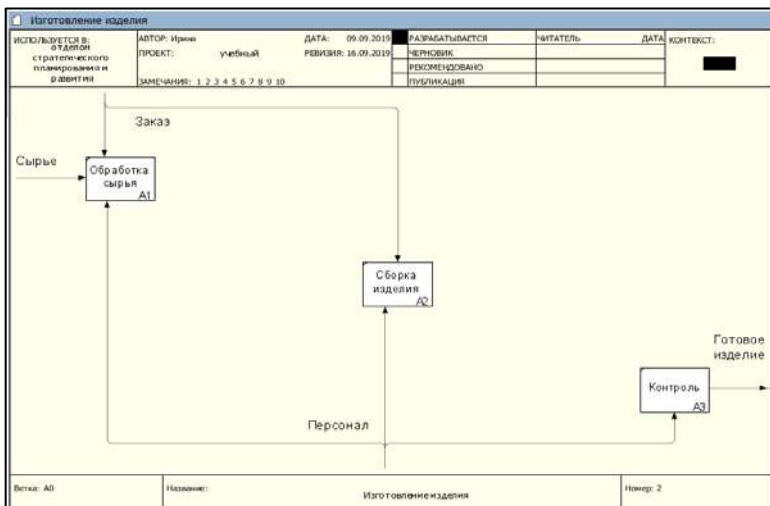 Изготовление изделия
ИСПОЛЬЗУЕТСЯ В:
отделом
стратегического
планирования и
развития
АВТОР: Ирина
ПРОЕКТ: учебный
ДАТА: 09.09.2019
РЕВИЗИЯ: 16.09.2019
ЗАМЕЧАНИЯ: 1 2 3 4 5 6 7 8 9 10
РАЗРАБАТЫВАЕТСЯ
ЧЕРНОВИК
РЕКОМЕНДОВАНО
ПУБЛИКАЦИЯ
ЧИТАТЕЛЬ ДАТА
КОНТЕКСТ:
Заказ
Сырье
Обработка
сырья
A1
Сборка
изделия
A2
Готовое
изделие
Контроль
A3
Персонал
Ветка: A0
Название:
Изготовление изделия
Номер: 2